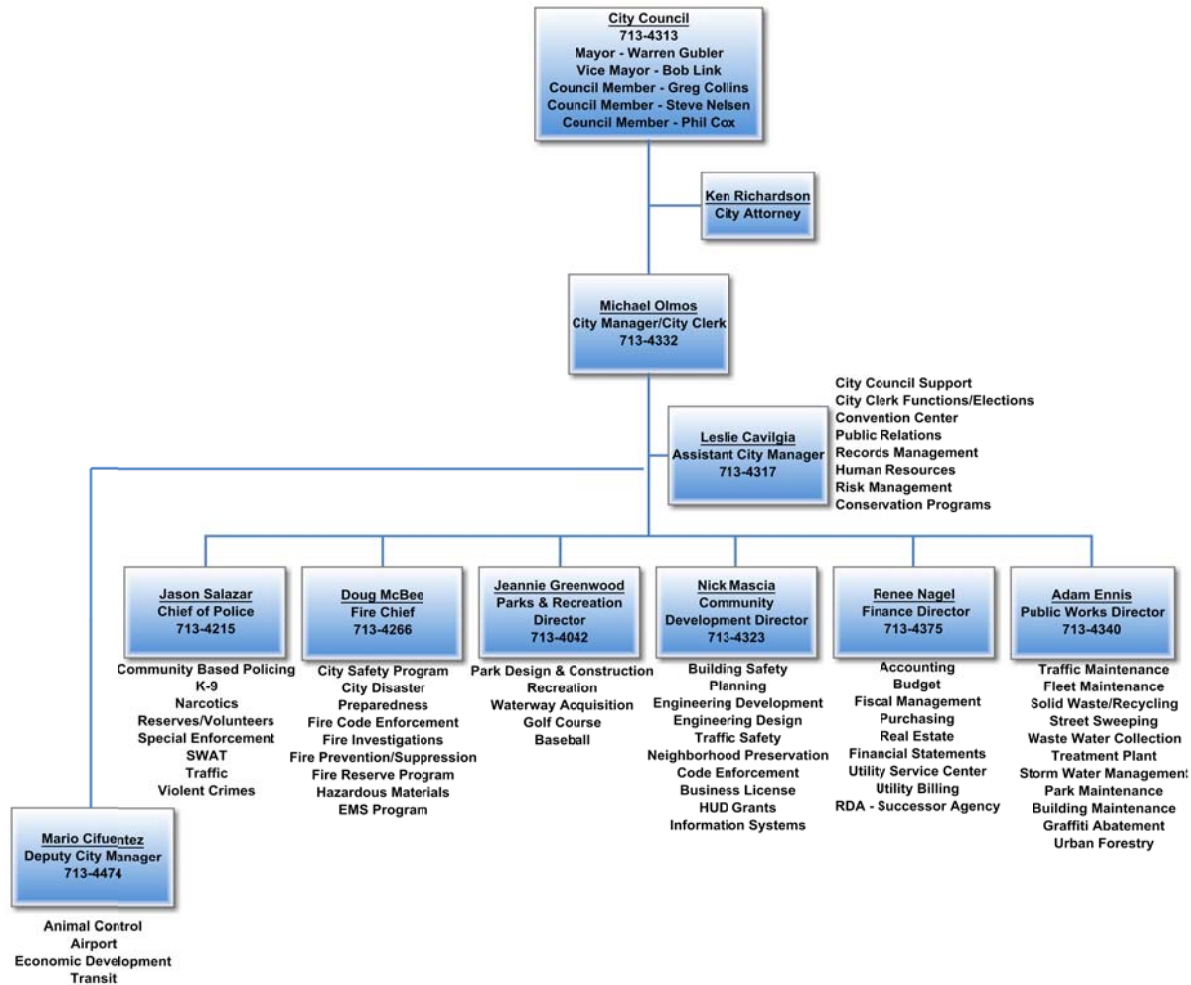 City Council
713-4313
Mayor - Warren Gubler
Vice Mayor - Bob Link
Council Member - Greg Collins
Council Member - Steve Nelsen
Council Member - Phil Cox
Ken Richardson
City Attorney
Michael Olmos
City Manager/City Clerk
713-4332
Leslie Cavilgia
Assistant City Manager
713-4317
City Council Support
City Clerk Functions/Elections
Convention Center
Public Relations
Records Management
Human Resources
Risk Management
Conservation Programs
Jason Salazar
Chief of Police
713-4215
Community Based Policing
K-9
Narcotics
Reserves/Volunteers
Special Enforcement
SWAT
Traffic
Violent Crimes
Doug McBee
Fire Chief
713-4266
City Safety Program
City Disaster
Preparedness
Fire Code Enforcement
Fire Investigations
Fire Prevention/Suppression
Fire Reserve Program
Hazardous Materials
EMS Program
Jeannie Greenwood
Parks & Recreation
Director
713-4042
Park Design & Construction
Recreation
Waterway Acquisition
Golf Course
Baseball
Nick Mascia
Community
Development Director
713-4323
Building Safety
Planning
Engineering Development
Engineering Design
Traffic Safety
Neighborhood Preservation
Code Enforcement
Business License
HUD Grants
Information Systems
Renee Nagel
Finance Director
713-4375
Accounting
Budget
Fiscal Management
Purchasing
Real Estate
Financial Statements
Utility Service Center
Utility Billing
RDA - Successor Agency
Adam Ennis
Public Works Director
713-4340
Traffic Maintenance
Fleet Maintenance
Solid Waste/Recycling
Street Sweeping
Waste Water Collection
Treatment Plant
Storm Water Management
Park Maintenance
Building Maintenance
Graffiti Abatement
Urban Forestry
Mario Cifuentez
Deputy City Manager
713-4474
Animal Control
Airport
Economic Development
Transit